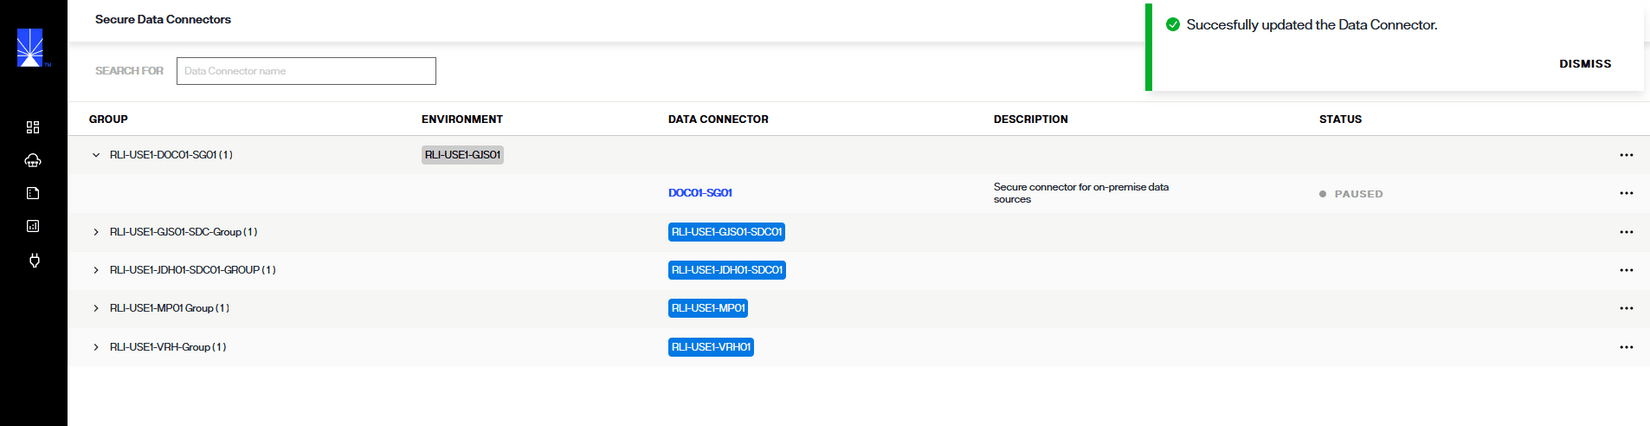 Secure Data Connectors
Succesfully updated the Data Connector.
DISMISS
SEARCH FOR Data Connector name
GROUP ENVIRONMENT DATA CONNECTOR DESCRIPTION STATUS
RLI-USE1-DOC01-SG01 (1) RLI-USE1-GJS01
DOC01-SG01 Secure connector for on-premise data
sources
PAUSED
RLI-USE1-GJS01-SDC-Group (1) RLI-USE1-GJS01-SDC01
RLI-USE1-JDH01-SDC01-GROUP (1) RLI-USE1-JDH01-SDC01
RLI-USE1-MP01 Group (1) RLI-USE1-MP01
RLI-USE1-VRH-Group (1) RLI-USE1-VRH01
TM